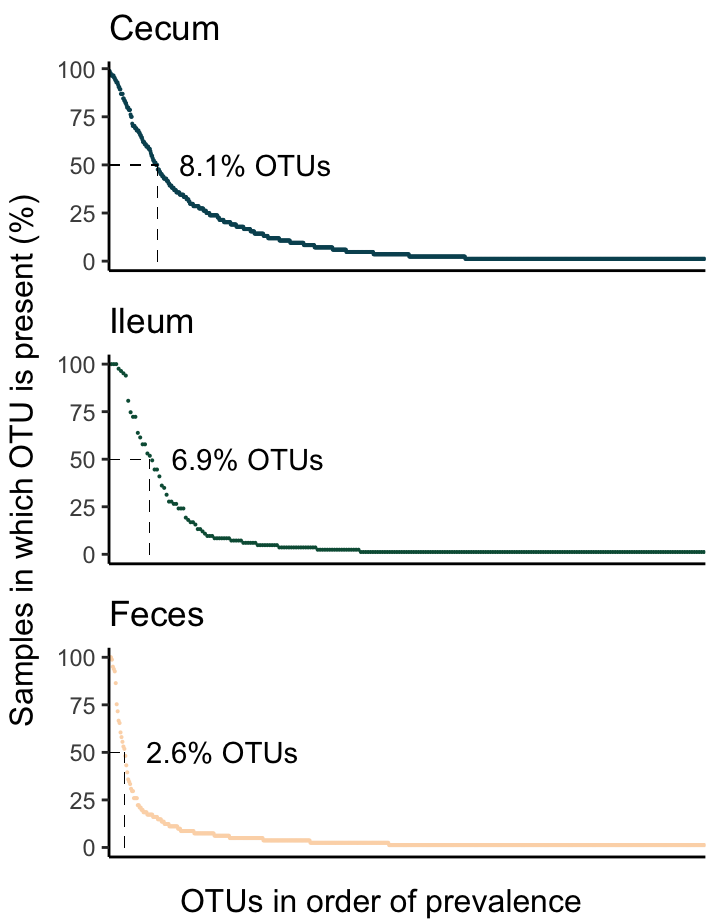 Cecum
100
75
50
8.1% OTUs
25
0
Ileum
100
75
50
6.9% OTUs
25
0
Feces
100
75
50
2.6% OTUs
25
0
Samples in which OTU is present (%)
OTUs in order of prevalence